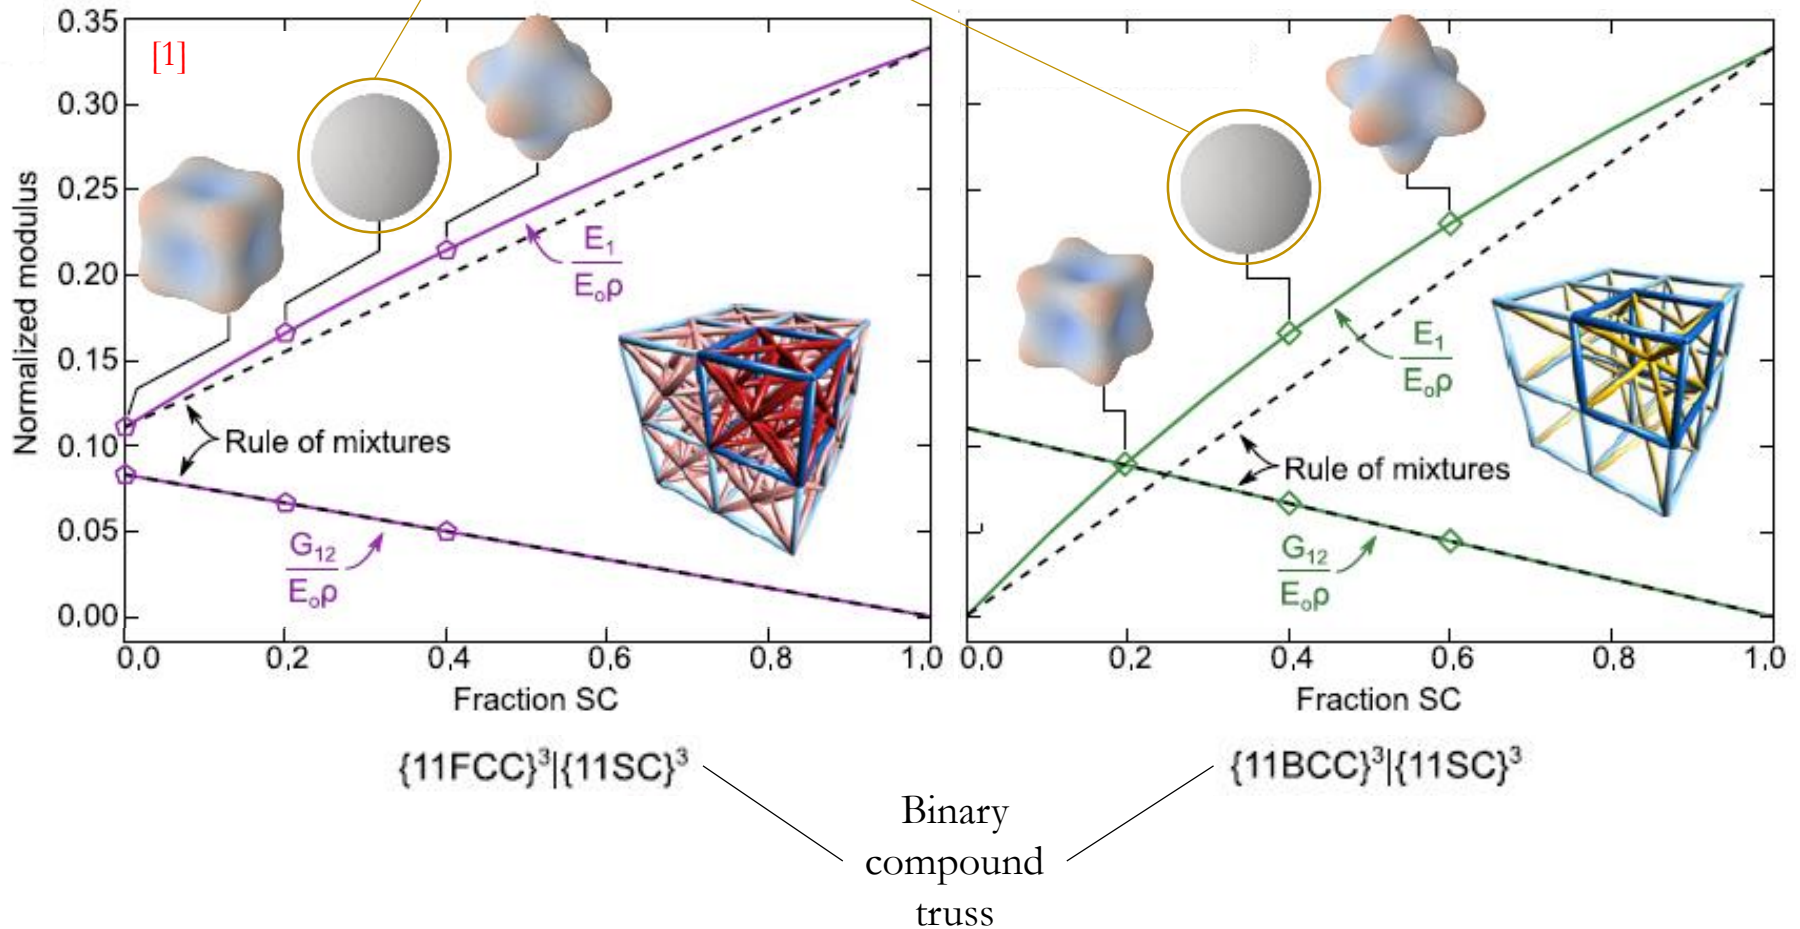 [1]
Normalized modulus
0.35
0.30
0.25
0.20
0.15
0.10
0.05
0.00
E₁
Eₒρ
Rule of mixtures
G₁₂
Eₒρ
0.0 0.2 0.4 0.6 0.8 1.0
Fraction SC
{11FCC}³|{11SC}³
E₁
Eₒρ
Rule of mixtures
G₁₂
Eₒρ
0.0 0.2 0.4 0.6 0.8 1.0
Fraction SC
{11BCC}³|{11SC}³
Binary
compound
truss